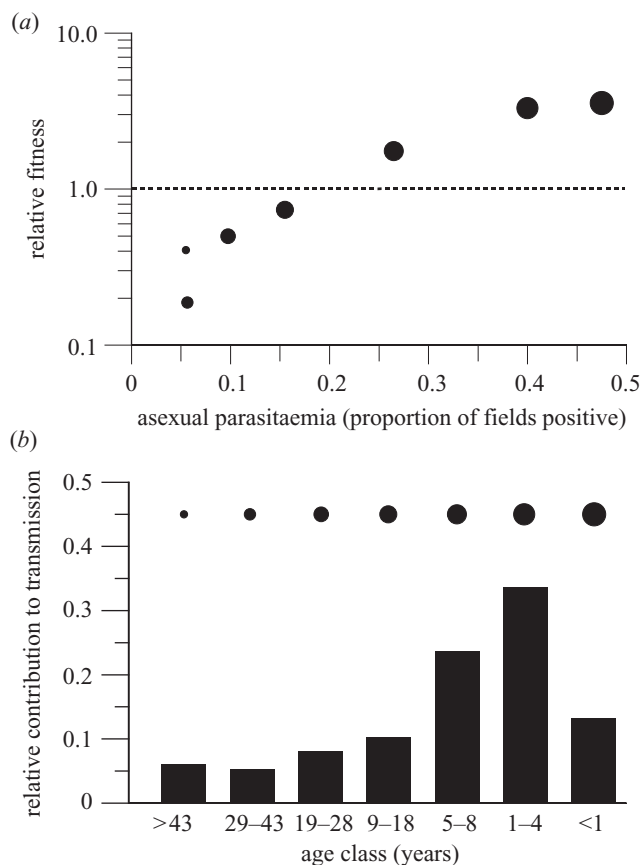 (a)
10.0
1.0
0.1
relative fitness
0 0.1 0.2 0.3 0.4 0.5
asexual parasitaemia (proportion of fields positive)
(b)
0.5
0.4
0.3
0.2
0.1
0
relative contribution to transmission
>43 29–43 19–28 9–18 5–8 1–4 <1
age class (years)